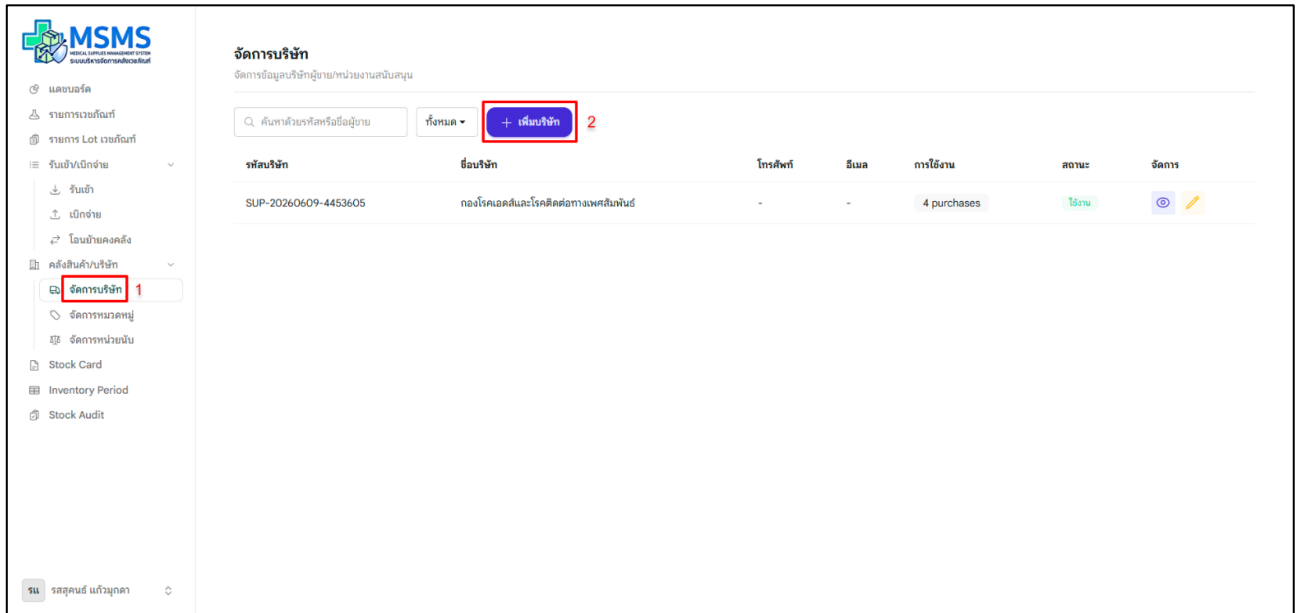 MSMS
MEDICAL SUPPLIES MANAGEMENT SYSTEM
ระบบบริหารจัดการคลังเวชภัณฑ์
แดชบอร์ด
รายการเวชภัณฑ์
รายการ Lot เวชภัณฑ์
รับเข้า/เบิกจ่าย
รับเข้า
เบิกจ่าย
โอนย้ายคงคลัง
คลังสินค้า/บริษัท
จัดการบริษัท 1
จัดการหมวดหมู่
จัดการหน่วยนับ
Stock Card
Inventory Period
Stock Audit
รแ รสสุคนธ์ แก้วมุกดา
จัดการบริษัท
จัดการข้อมูลบริษัทผู้ขาย/หน่วยงานสนับสนุน
ค้นหาด้วยรหัสหรือชื่อผู้ขาย ทั้งหมด + เพิ่มบริษัท 2
รหัสบริษัท ชื่อบริษัท โทรศัพท์ อีเมล การใช้งาน สถานะ จัดการ
SUP-20260609-4453605 กองโรคเอดส์และโรคติดต่อทางเพศสัมพันธ์ - - 4 purchases ใช้งาน